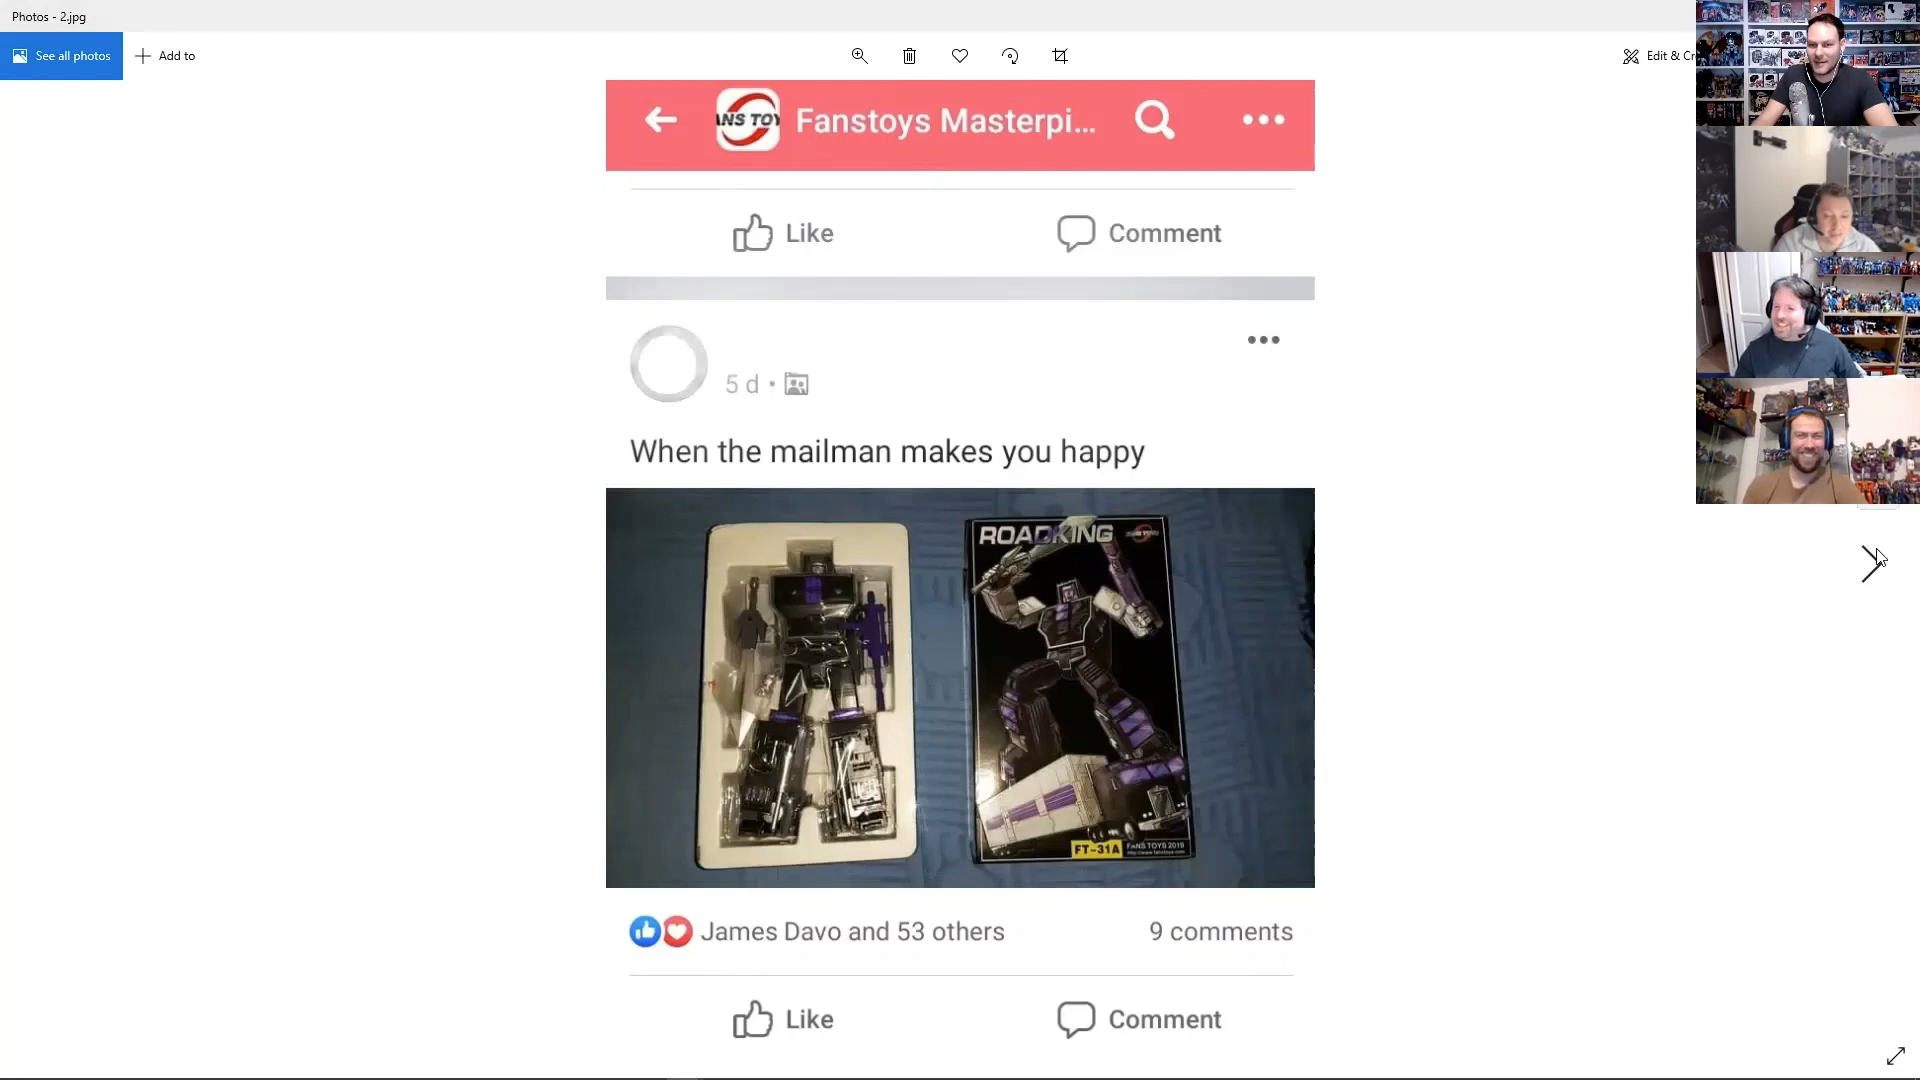 Photos - 2.jpg
See all photos
Add to
Edit & Cr
ANS TOY
Fanstoys Masterpi...
Like
Comment
5 d
When the mailman makes you happy
ROADKING
FT-31A
FANS TOYS 2019
James Davo and 53 others
9 comments
Like
Comment